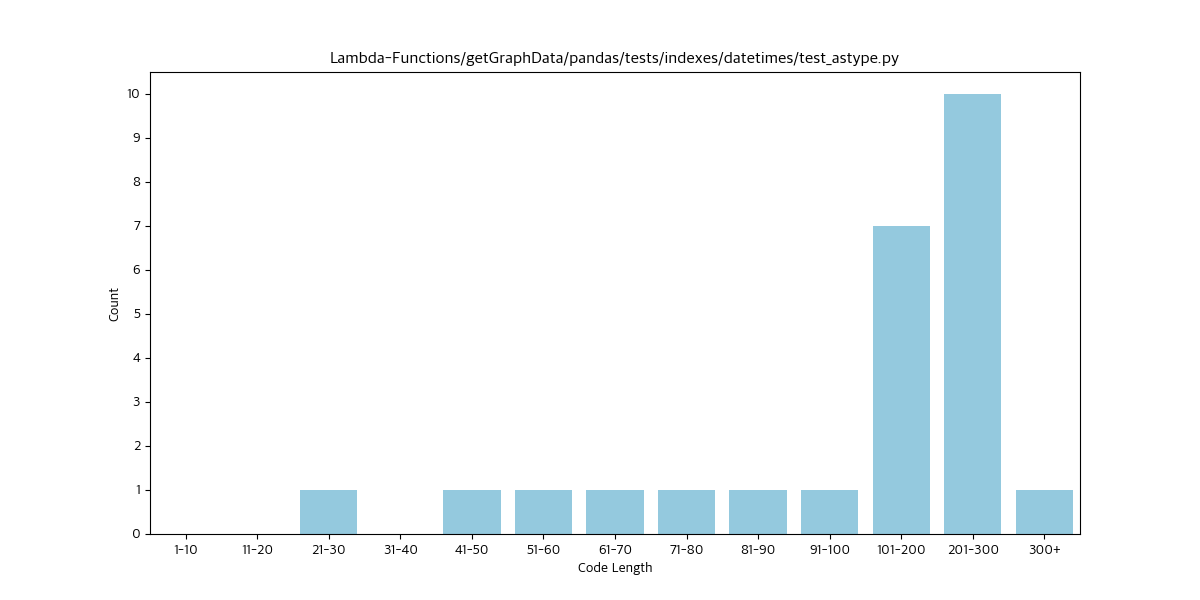 Lambda-Functions/getGraphData/pandas/tests/indexes/datetimes/test_astype.py
10
9
8
7
6
5
4
3
2
1
0
Count
1-10 11-20 21-30 31-40 41-50 51-60 61-70 71-80 81-90 91-100 101-200 201-300 300+
Code Length